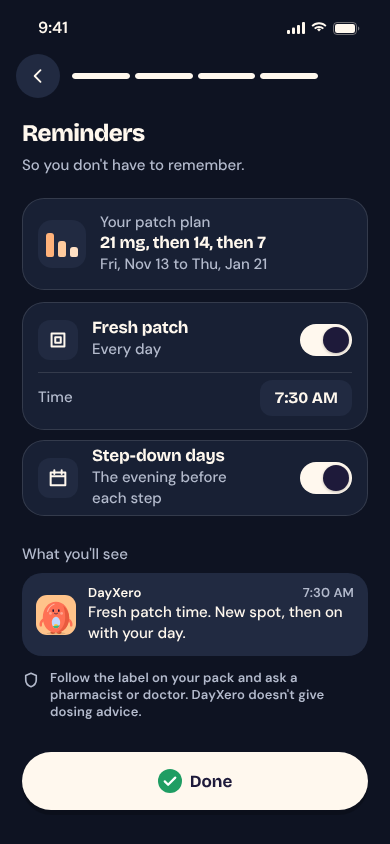 9:41
Reminders
So you don't have to remember.
Your patch plan
21 mg, then 14, then 7
Fri, Nov 13 to Thu, Jan 21
Fresh patch
Every day
Time
7:30 AM
Step-down days
The evening before
each step
What you'll see
DayXero
7:30 AM
Fresh patch time. New spot, then on
with your day.
Follow the label on your pack and ask a
pharmacist or doctor. DayXero doesn't give
dosing advice.
Done